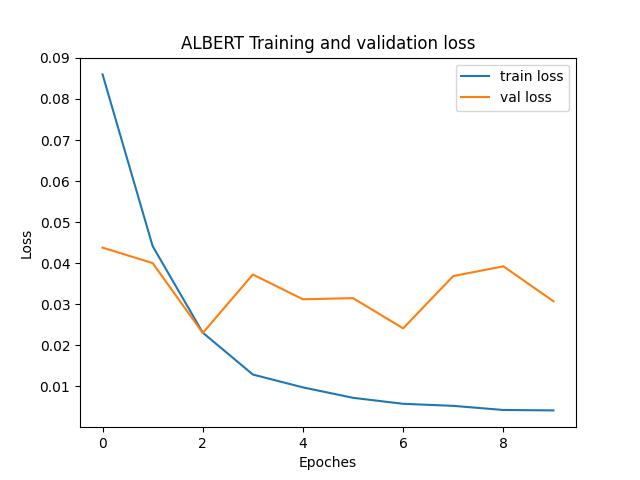 ALBERT Training and validation loss
train loss
val loss
0.09
0.08
0.07
0.06
0.05
0.04
0.03
0.02
0.01
Loss
0 2 4 6 8
Epoches